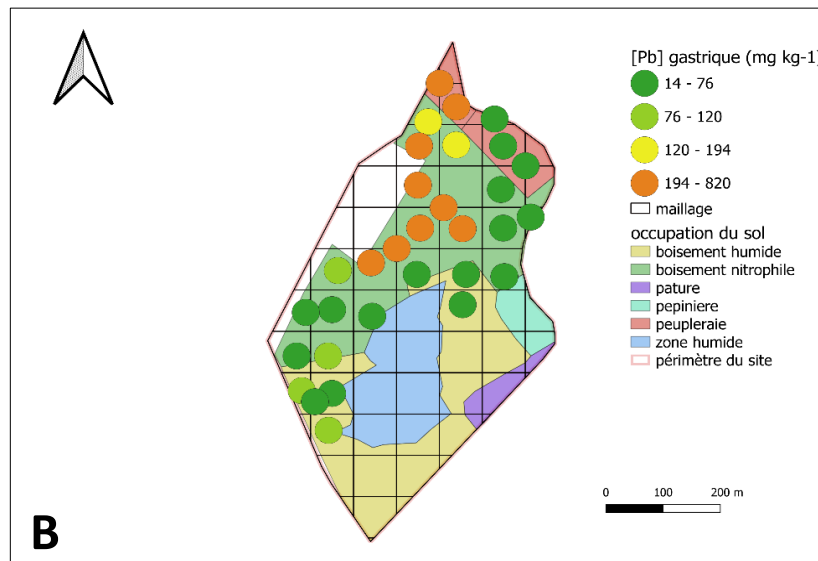 [Pb] gastrique (mg kg-1)
14 - 76
76 - 120
120 - 194
194 - 820
maillage
occupation du sol
boisement humide
boisement nitrophile
pature
pepiniere
peupleraie
zone humide
périmètre du site
0 100 200 m
B